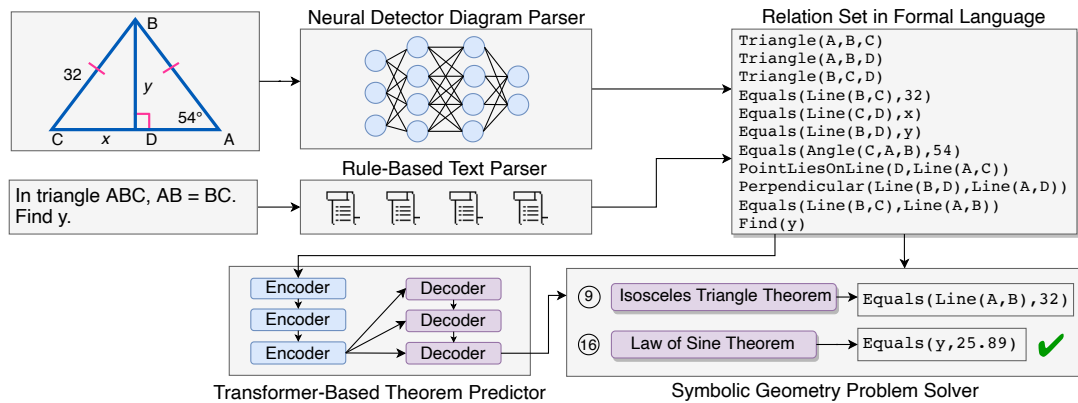 Neural Detector Diagram Parser
Relation Set in Formal Language
B
32
y
54°
C
x
D
A
Triangle(A,B,C)
Triangle(A,B,D)
Triangle(B,C,D)
Equals(Line(B,C),32)
Equals(Line(C,D),x)
Equals(Line(B,D),y)
Equals(Angle(C,A,B),54)
PointLiesOnLine(D,Line(A,C))
Perpendicular(Line(B,D),Line(A,D))
Equals(Line(B,C),Line(A,B))
Find(y)
Rule-Based Text Parser
In triangle ABC, AB = BC.
Find y.
Encoder
Encoder
Encoder
Decoder
Decoder
Decoder
Transformer-Based Theorem Predictor
9
Isosceles Triangle Theorem
Equals(Line(A,B),32)
16
Law of Sine Theorem
Equals(y,25.89)
Symbolic Geometry Problem Solver